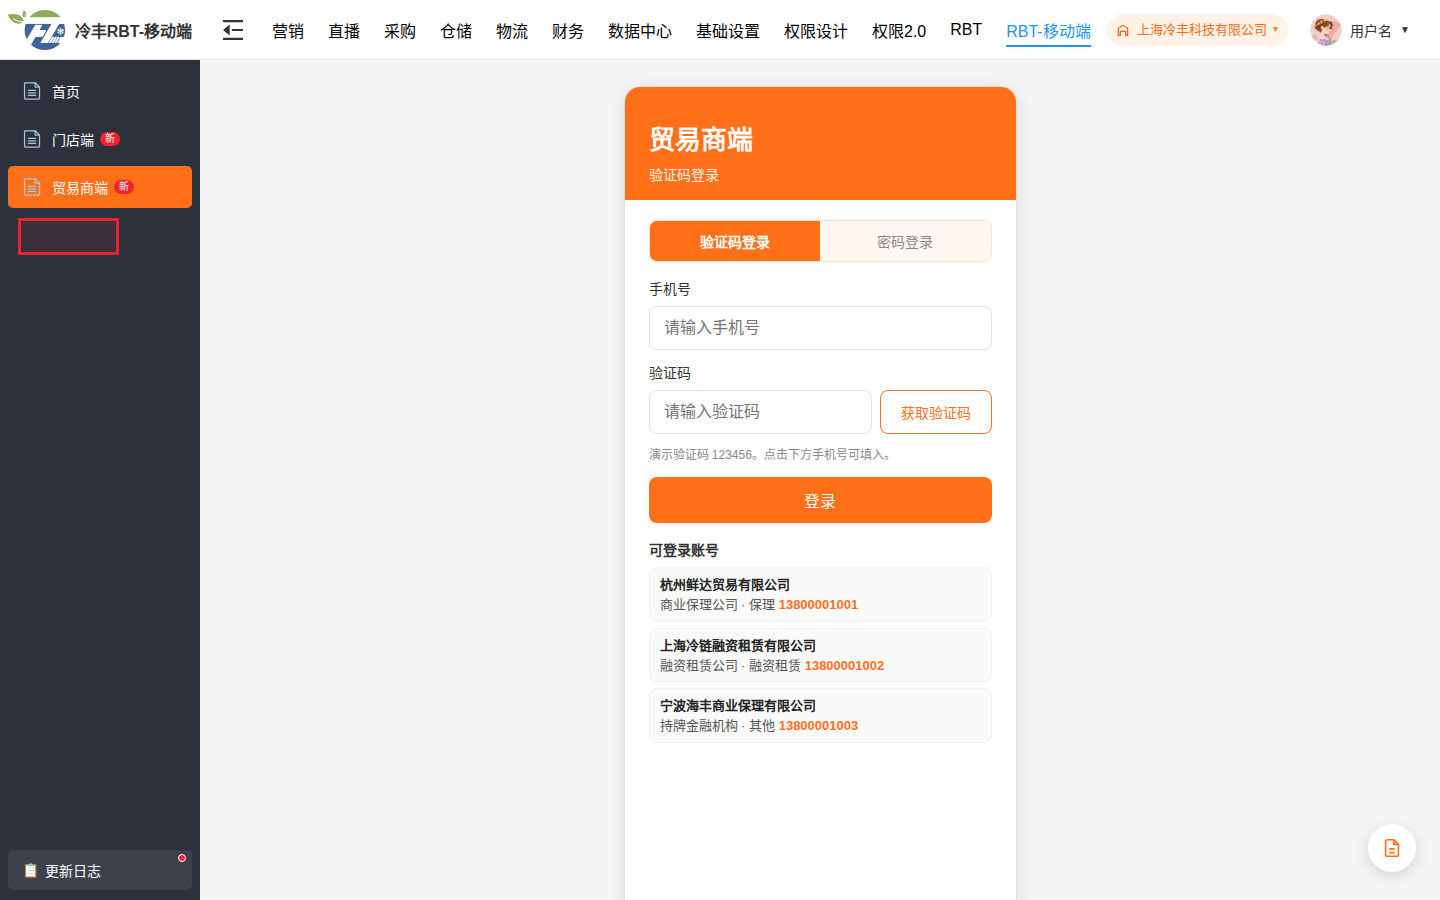 冷丰RBT-移动端
营销 直播 采购 仓储 物流 财务 数据中心 基础设置 权限设计 权限2.0 RBT RBT-移动端
上海冷丰科技有限公司
用户名
首页
门店端 新
贸易商端 新
更新日志
贸易商端
验证码登录
验证码登录 密码登录
手机号
请输入手机号
验证码
请输入验证码 获取验证码
演示验证码 123456。点击下方手机号可填入。
登录
可登录账号
杭州鲜达贸易有限公司
商业保理公司 · 保理 13800001001
上海冷链融资租赁有限公司
融资租赁公司 · 融资租赁 13800001002
宁波海丰商业保理有限公司
持牌金融机构 · 其他 13800001003